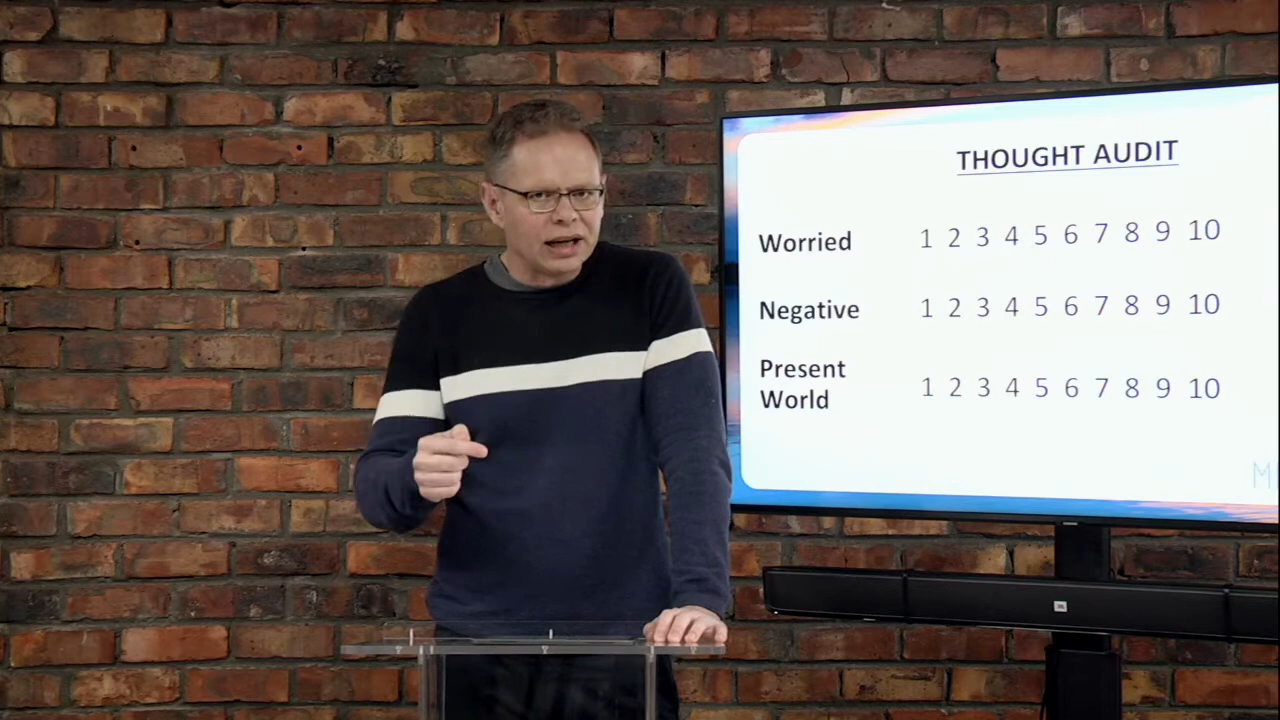 THOUGHT AUDIT
Worried 1 2 3 4 5 6 7 8 9 10
Negative 1 2 3 4 5 6 7 8 9 10
Present
World 1 2 3 4 5 6 7 8 9 10
M
JBL